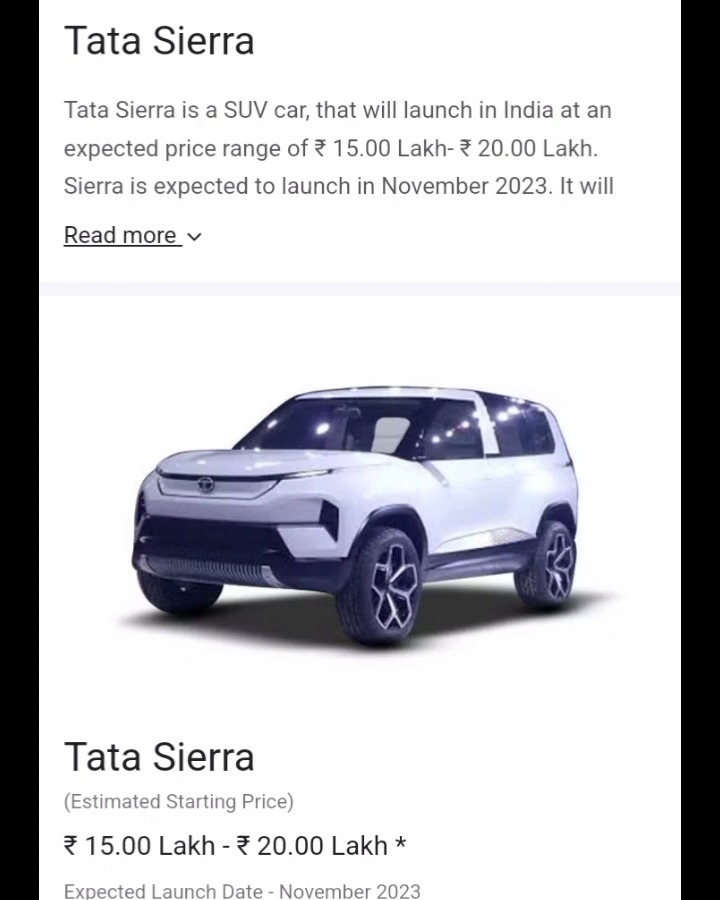 Tata Sierra
Tata Sierra is a SUV car, that will launch in India at an
expected price range of ₹ 15.00 Lakh- ₹ 20.00 Lakh.
Sierra is expected to launch in November 2023. It will
Read more
Tata Sierra
(Estimated Starting Price)
₹ 15.00 Lakh - ₹ 20.00 Lakh *
Expected Launch Date - November 2023